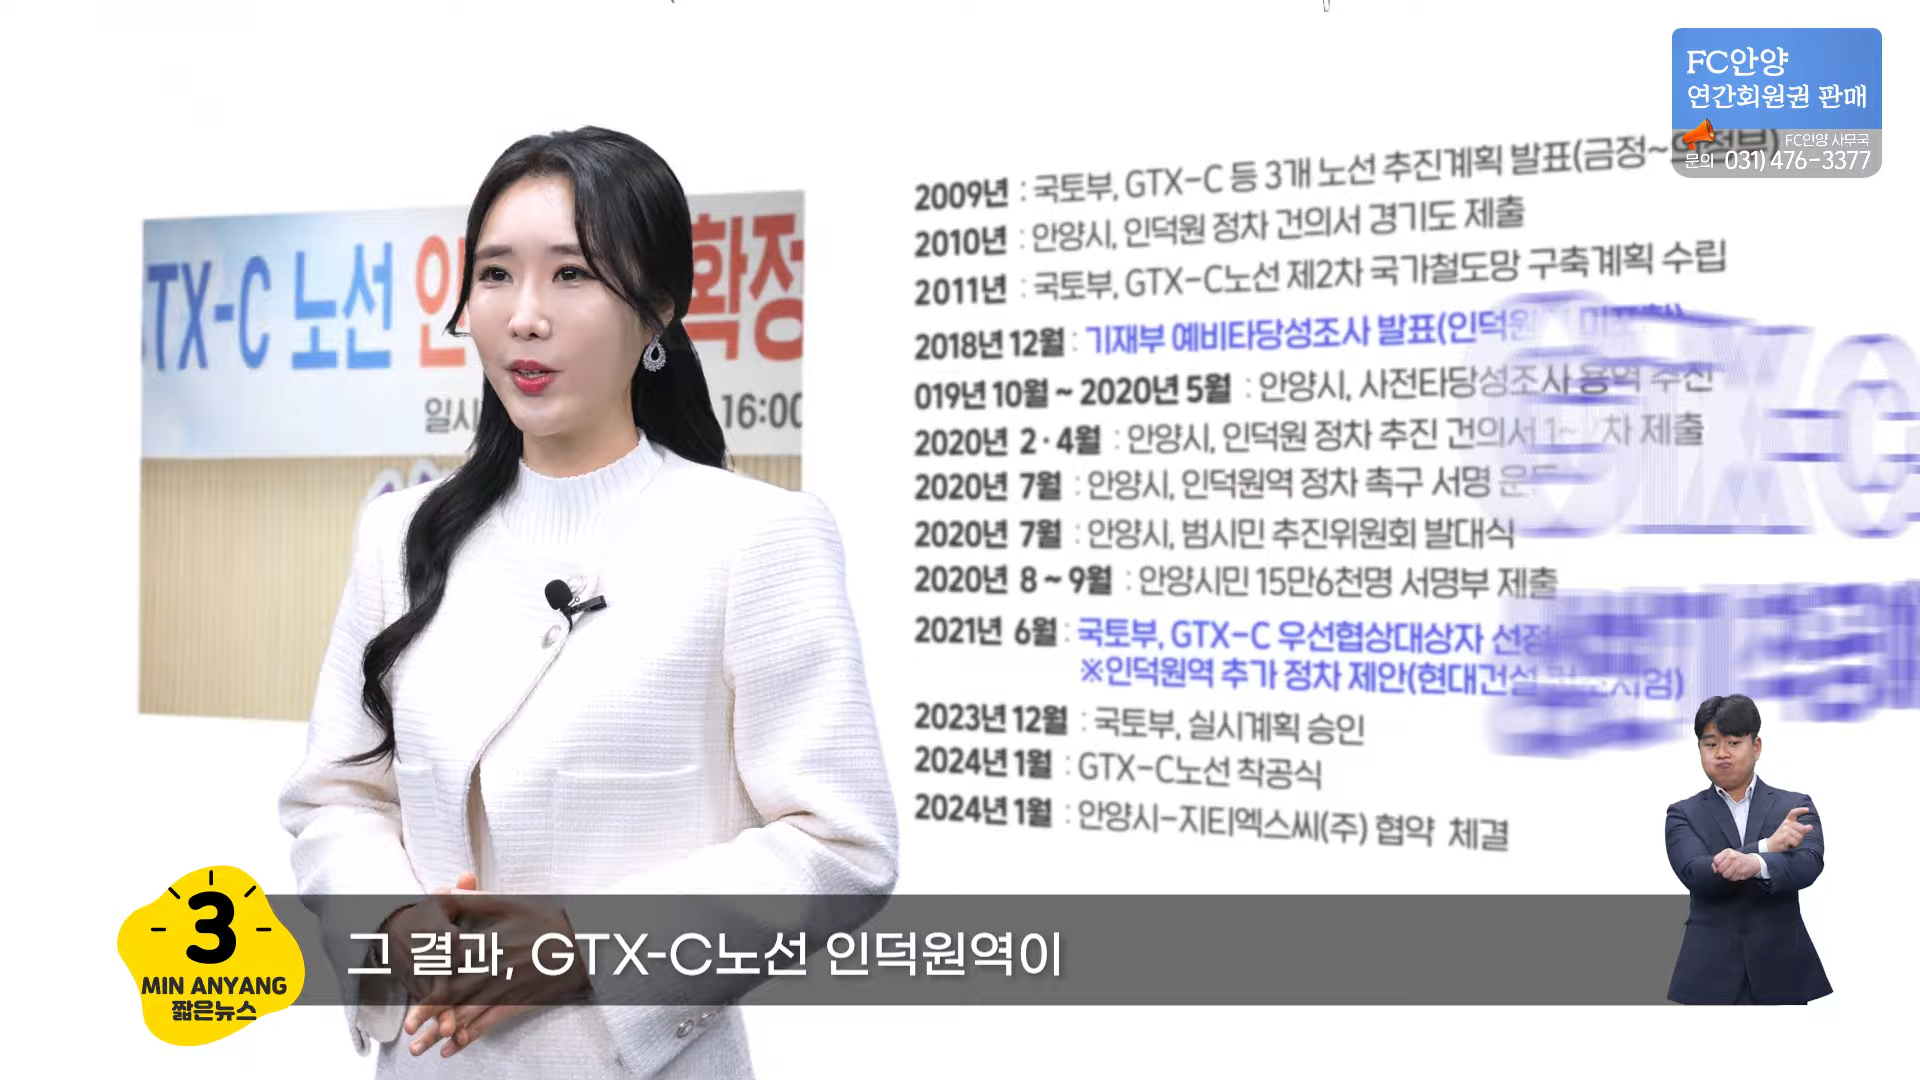 FC안양
연간회원권 판매
FC안양 사무국
문의 031) 476-3377
TX-C 노선 확정
일시 16:00
2009년 : 국토부, GTX-C 등 3개 노선 추진계획 발표(금정~의정부)
2010년 : 안양시, 인덕원 정차 건의서 경기도 제출
2011년 : 국토부, GTX-C노선 제2차 국가철도망 구축계획 수립
2018년 12월 : 기재부 예비타당성조사 발표(인덕원
019년 10월 ~ 2020년 5월 : 안양시, 사전타당성조사 용역 추진
2020년 2·4월 : 안양시, 인덕원 정차 추진 건의서 1~2차 제출
2020년 7월 : 안양시, 인덕원역 정차 촉구 서명
2020년 7월 : 안양시, 범시민 추진위원회 발대식
2020년 8 ~ 9월 : 안양시민 15만6천명 서명부 제출
2021년 6월 : 국토부, GTX-C 우선협상대상자 선정
※인덕원역 추가 정차 제안(현대건설
2023년 12월 : 국토부, 실시계획 승인
2024년 1월 : GTX-C노선 착공식
2024년 1월 : 안양시-지티엑스씨(주) 협약 체결
3
MIN ANYANG
짧은뉴스
그 결과, GTX-C노선 인덕원역이